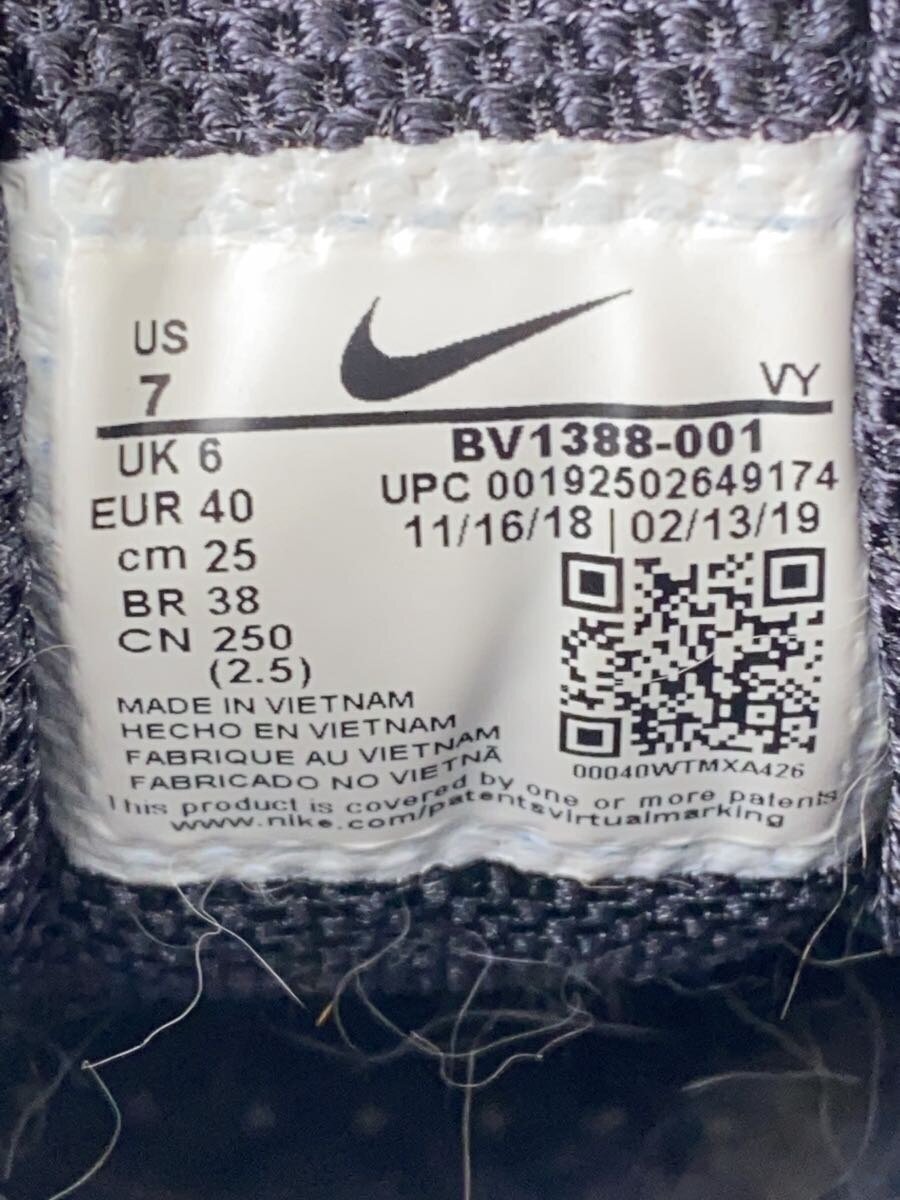 US
7
VY
UK 6
EUR 40
cm 25
BR 38
CN 250
(2.5)
BV1388-001
UPC 001925026​49174
11/16/18 | 02/13/19
00040WTMXA426
MADE IN VIETNAM
HECHO EN VIETNAM
FABRIQUE AU VIETNAM
FABRICADO NO VIETNÃ
This product is covered by one or more patents
www.nike.com/patentsvirtualmarking